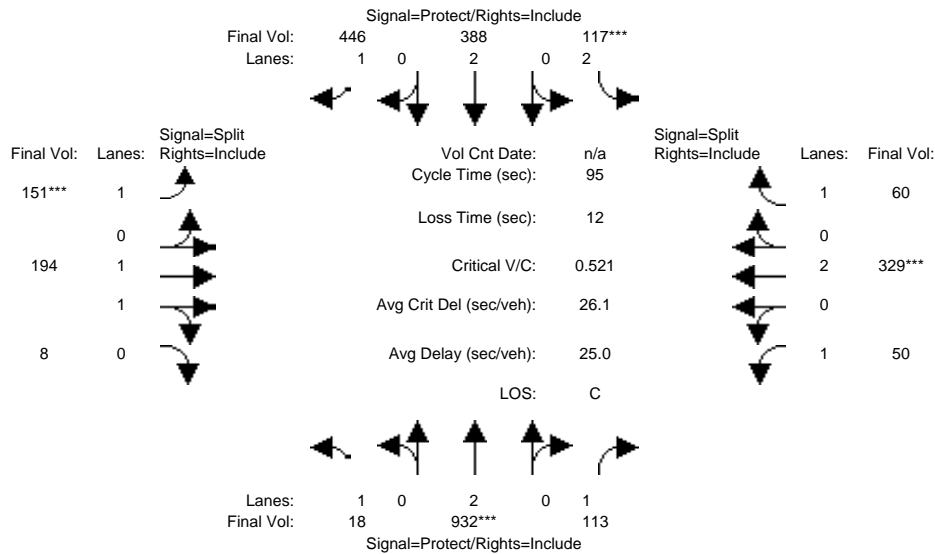 Signal=Protect/Rights=Include
Final Vol: 446 388 117***
Lanes: 1 0 2 0 2
Signal=Split
Final Vol: Lanes: Rights=Include
Vol Cnt Date: n/a
Signal=Split
Rights=Include Lanes: Final Vol:
Cycle Time (sec): 95
151*** 1
1 60
Loss Time (sec): 12
0
0
194 1
Critical V/C: 0.521
2 329***
1
Avg Crit Del (sec/veh): 26.1
0
8 0
Avg Delay (sec/veh): 25.0
1 50
LOS: C
Lanes: 1 0 2 0 1
Final Vol: 18 932*** 113
Signal=Protect/Rights=Include